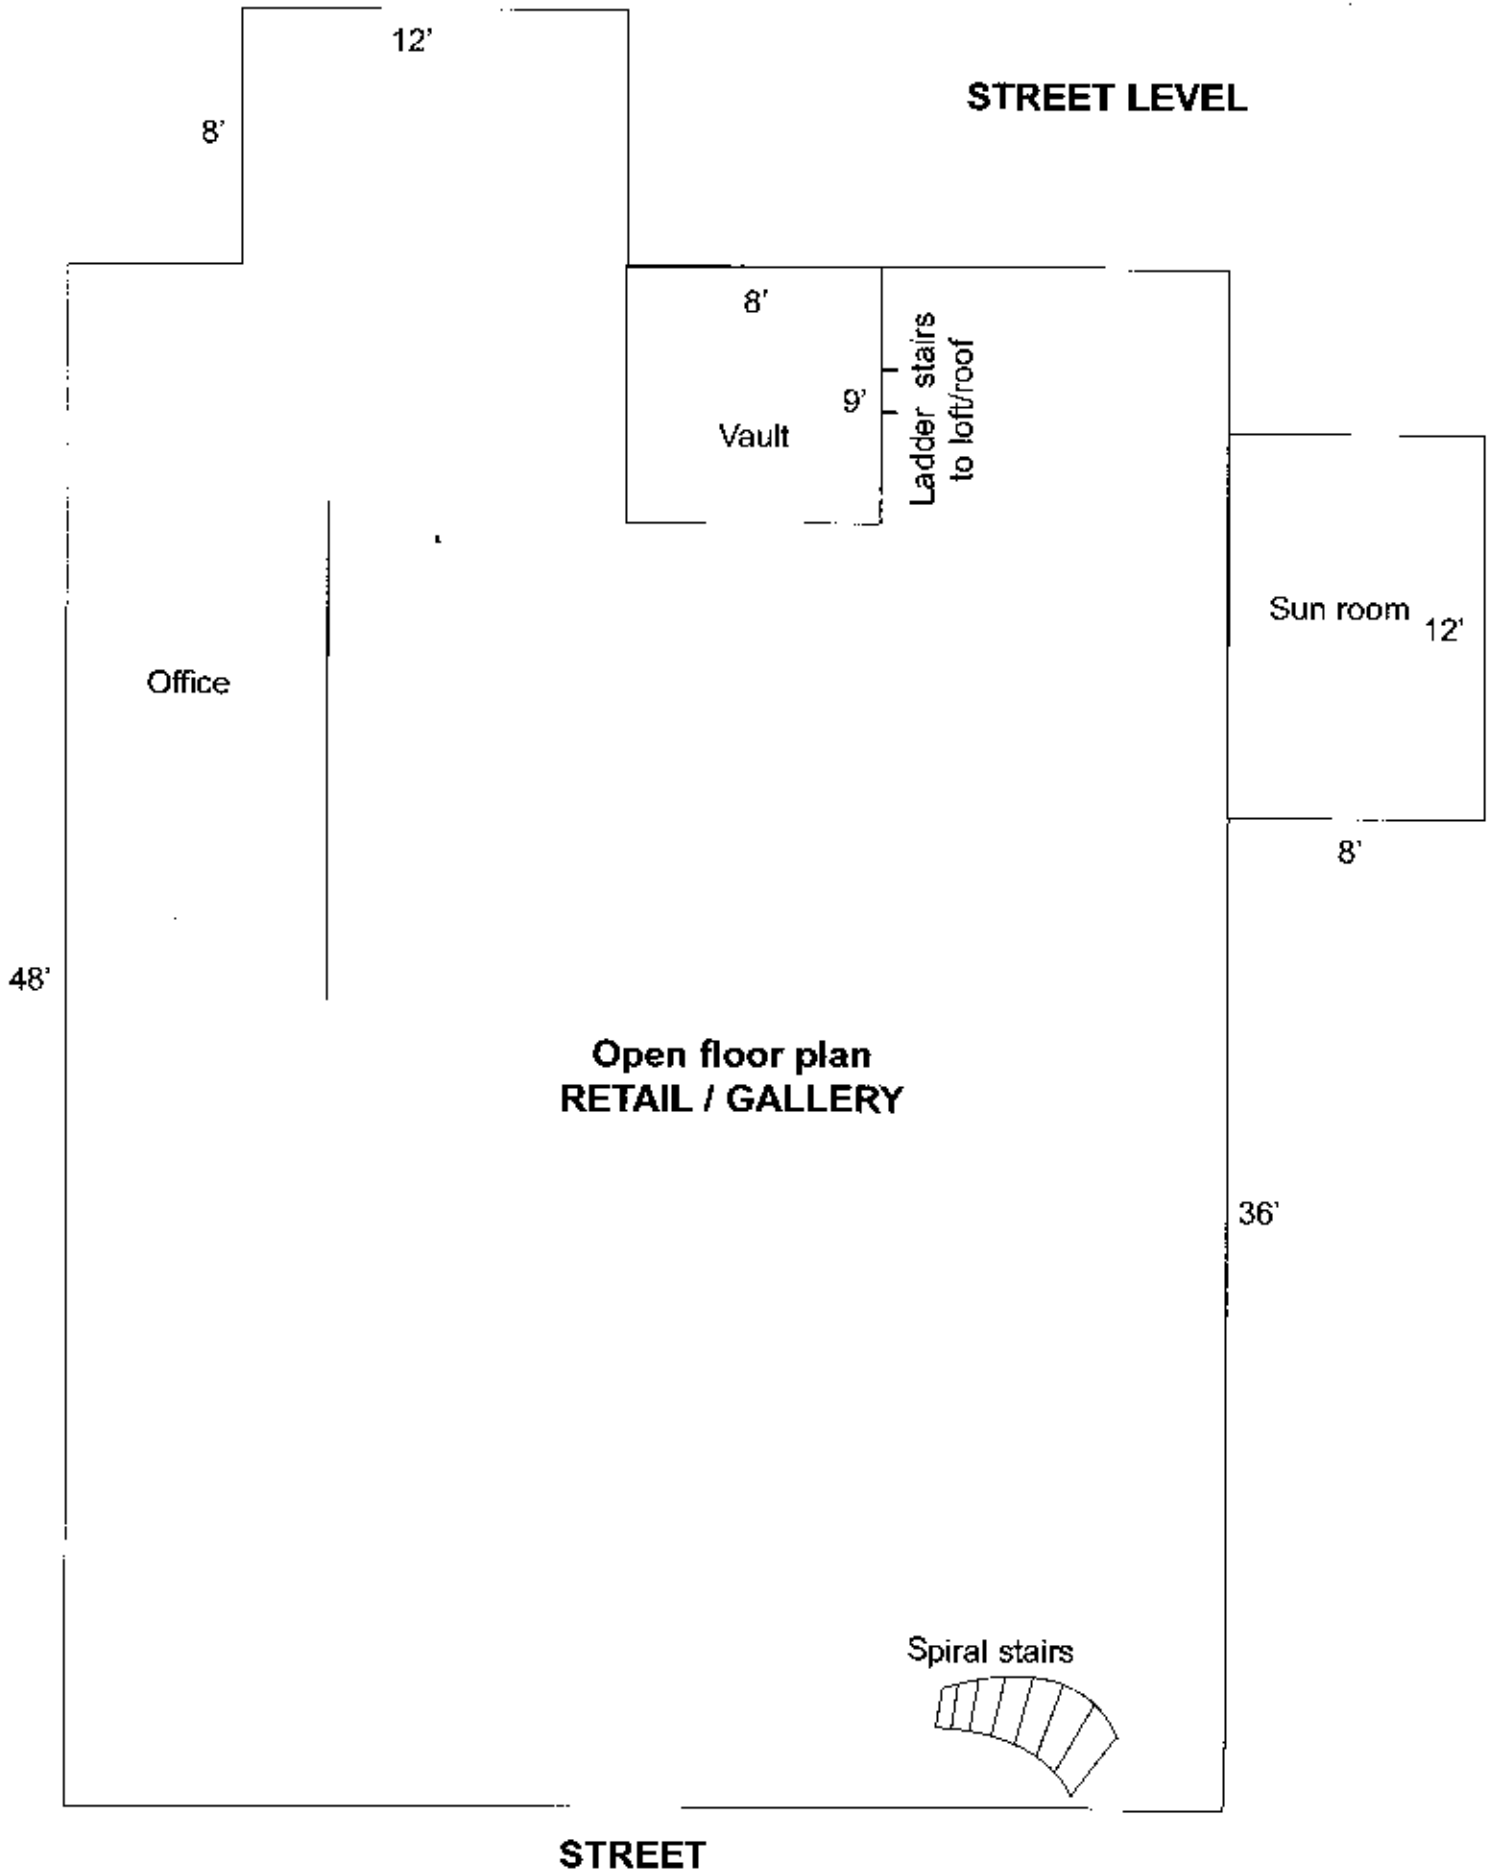 12'
STREET LEVEL
8'
8'
Ladder stairs
to loft/roof
9'
Vault
Sun room
12'
Office
8'
48'
Open floor plan
RETAIL / GALLERY
36'
Spiral stairs
STREET